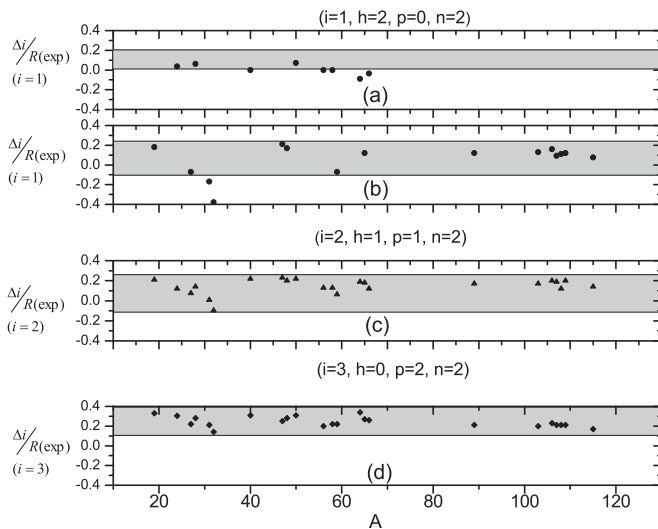 (i=1, h=2, p=0, n=2)
0.4
0.2
0.0
-0.2
-0.4
Δi/R(exp)
(i = 1)
(a)
0.4
0.2
0.0
-0.2
-0.4
Δi/R(exp)
(i = 1)
(b)
(i=2, h=1, p=1, n=2)
0.4
0.2
0.0
-0.2
-0.4
Δi/R(exp)
(i = 2)
(c)
(i=3, h=0, p=2, n=2)
0.4
0.2
0.0
-0.2
-0.4
Δi/R(exp)
(i = 3)
(d)
20 40 60 80 100 120
A